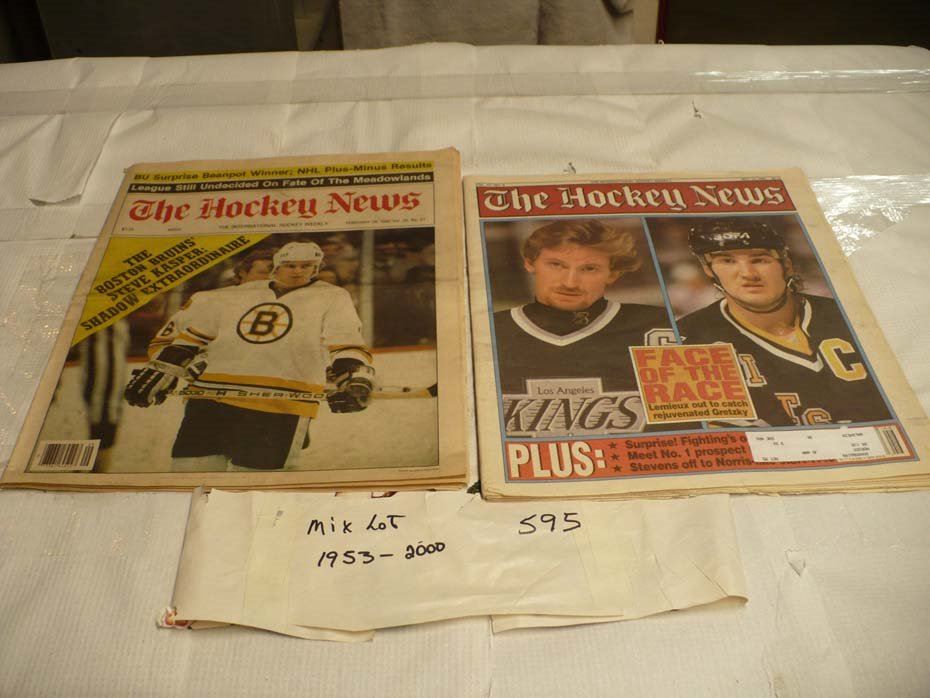 BU Surprise Beanpot Winner; NHL Plus-Minus Results
League Still Undecided On Fate Of The Meadowlands
The Hockey News
THE INTERNATIONAL HOCKEY WEEKLY
THE
BOSTON BRUINS'
STEVE KASPER:
SHADOW EXTRAORDINAIRE
B
SHER-WOOD
The Hockey News
Los Angeles
KINGS
C
FACE
OF THE
RACE
Lemieux out to catch
rejuvenated Gretzky
PLUS:
★ Surprise! Fighting's
★ Meet No. 1 prospect
★ Stevens off to Norris
Mix Lot
1953 - 2000
595